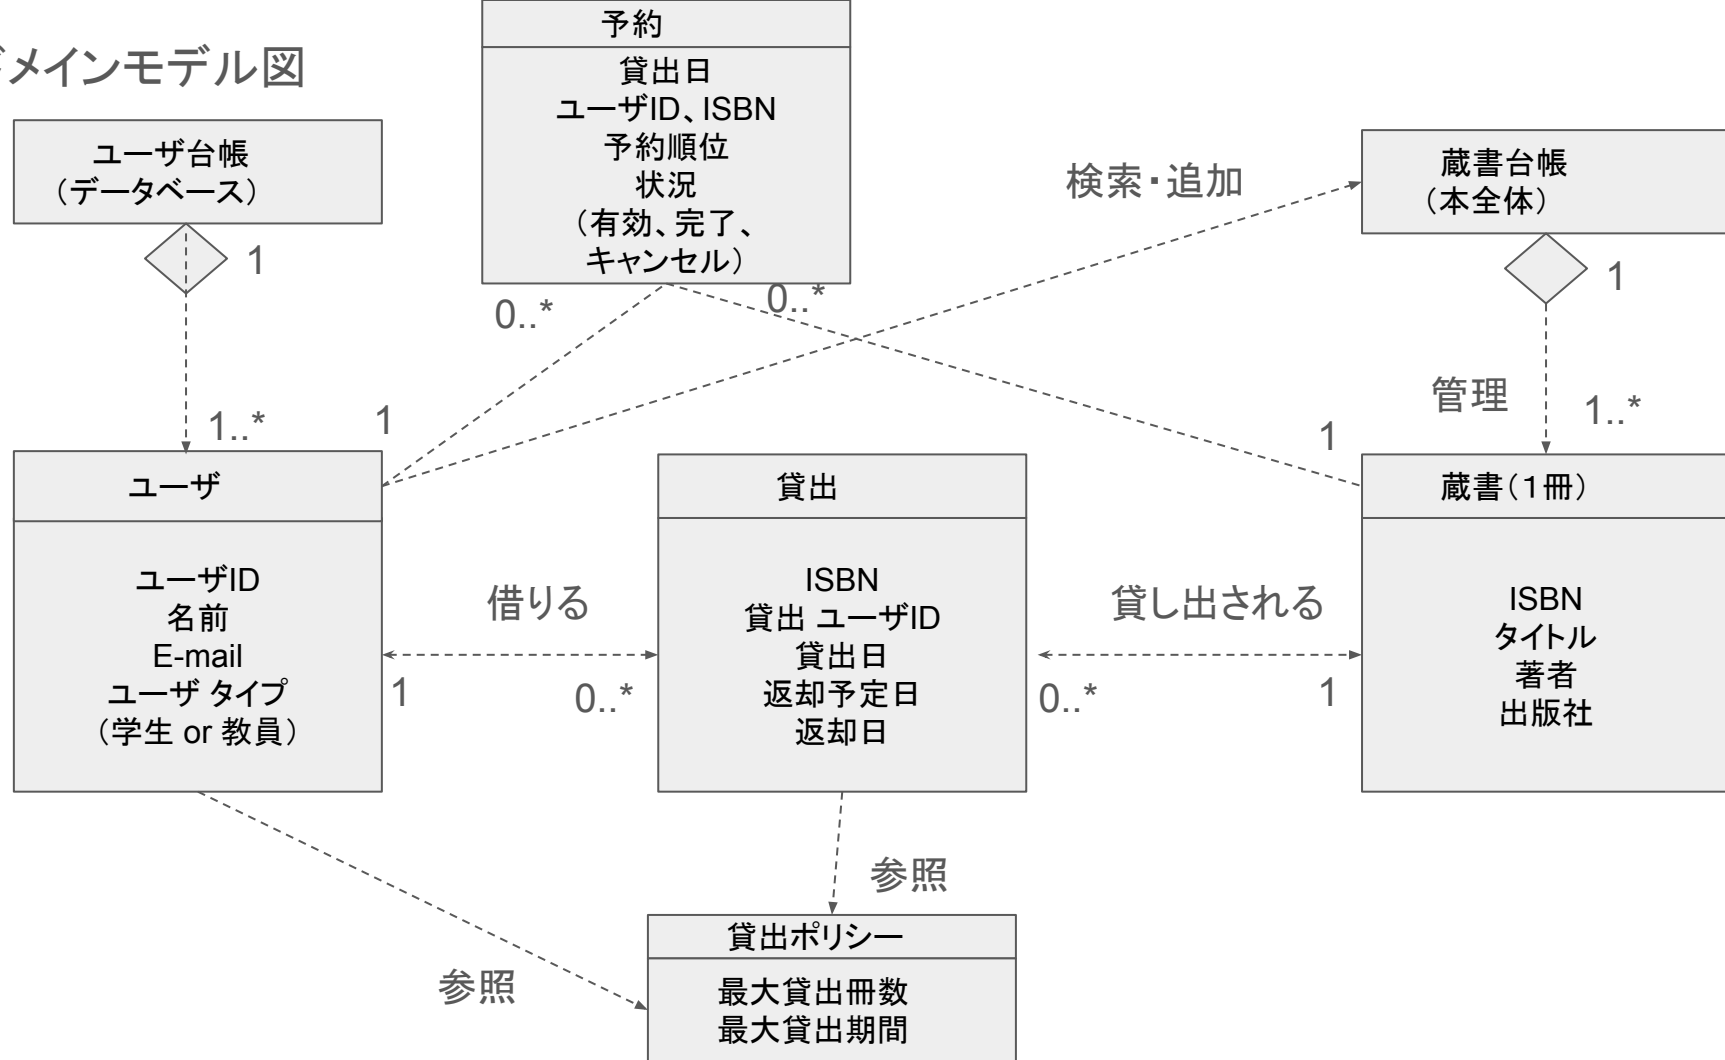 ドメインモデル図
予約
貸出日
ユーザID、ISBN
予約順位
状況
（有効、完了、
キャンセル）
ユーザ台帳
（データベース）
1
1..*
0..*
0..*
1
検索・追加
蔵書台帳
（本全体）
1
管理
1..*
1
ユーザ
ユーザID
名前
E-mail
ユーザ タイプ
（学生 or 教員）
借りる
1
0..*
貸出
ISBN
貸出 ユーザID
貸出日
返却予定日
返却日
貸し出される
0..*
1
蔵書（１冊）
ISBN
タイトル
著者
出版社
参照
参照
貸出ポリシー
最大貸出冊数
最大貸出期間